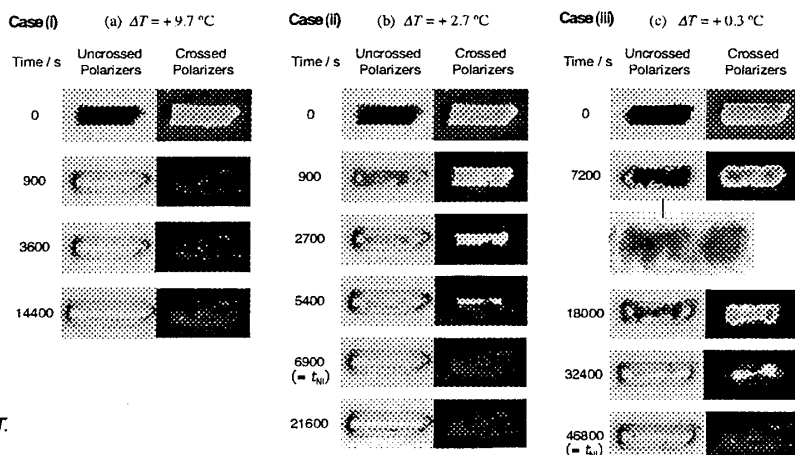 Case (i) (a) ΔT = + 9.7 °C
Time / s Uncrossed Polarizers Crossed Polarizers
0
900
3600
14400
Case (ii) (b) ΔT = + 2.7 °C
Uncrossed Polarizers Crossed Polarizers
0
900
2700
5400
6900
(= tNI)
21600
Case (iii) (c) ΔT = + 0.3 °C
Time / s Uncrossed Polarizers Crossed Polarizers
0
7200
18000
32400
46800
(= tNI)
T.